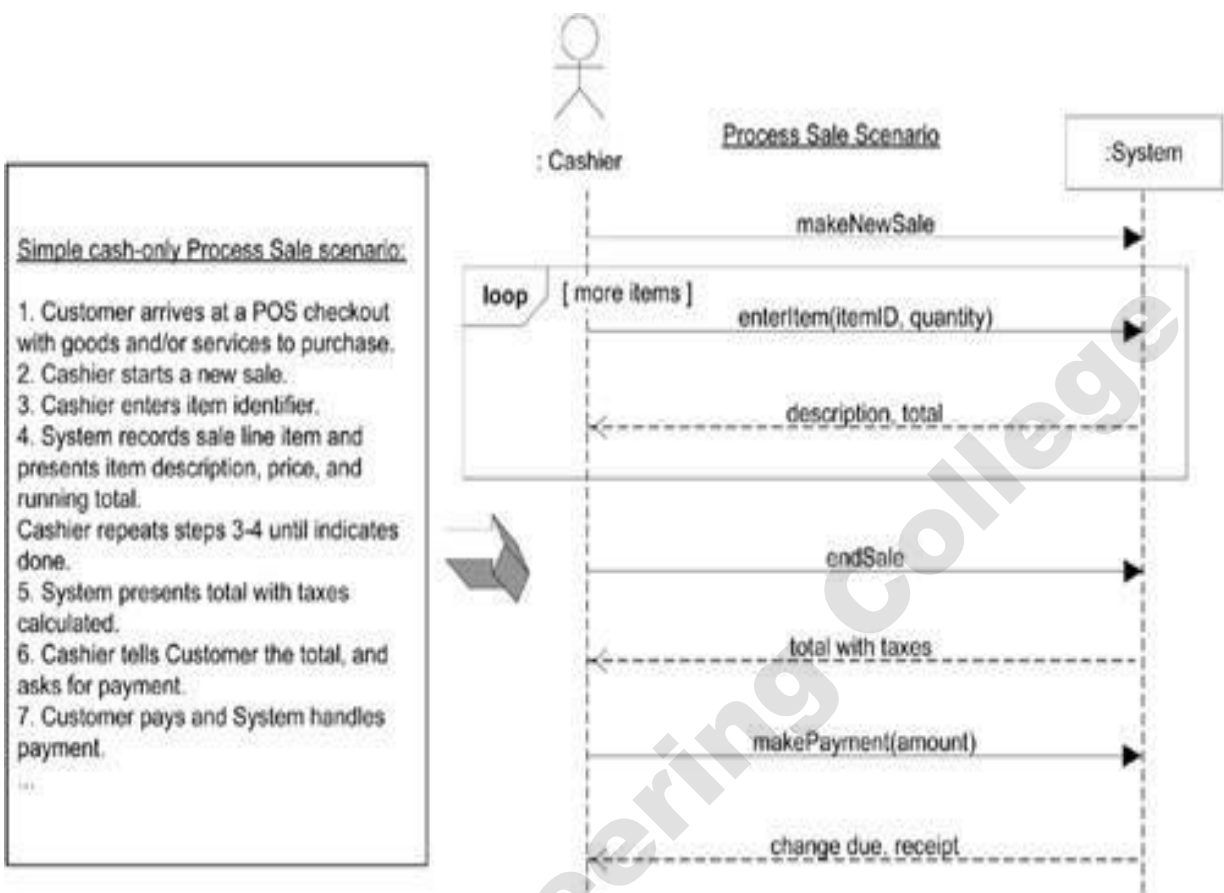 : Cashier
Process Sale Scenario
:System
Simple cash-only Process Sale scenario:
1. Customer arrives at a POS checkout
with goods and/or services to purchase.
2. Cashier starts a new sale.
3. Cashier enters item identifier.
4. System records sale line item and
presents item description, price, and
running total.
Cashier repeats steps 3-4 until indicates
done.
5. System presents total with taxes
calculated.
6. Cashier tells Customer the total, and
asks for payment.
7. Customer pays and System handles
payment.
...
makeNewSale
loop [ more items ]
enterItem(itemID, quantity)
description, total
endSale
total with taxes
makePayment(amount)
change due, receipt
eering College